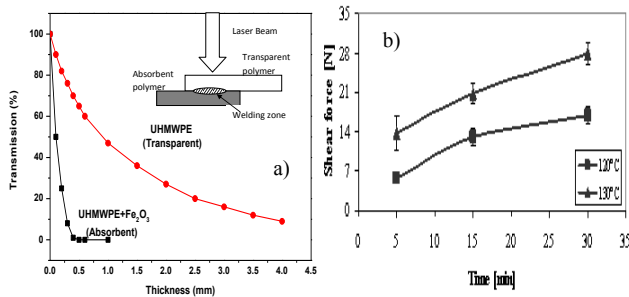 a)
Laser Beam
Transparent
polymer
Absorbent
polymer
Welding zone
UHMWPE
(Transparent)
UHMWPE+Fe₂O₃
(Absorbent)
Transmission (%)
100
80
60
40
20
0
0.0 0.5 1.0 1.5 2.0 2.5 3.0 3.5 4.0 4.5
Thickness (mm)
b)
Shear force [N]
35
28
21
14
7
0
0 5 10 15 20 25 30 35
120°C
130°C
Time [min]